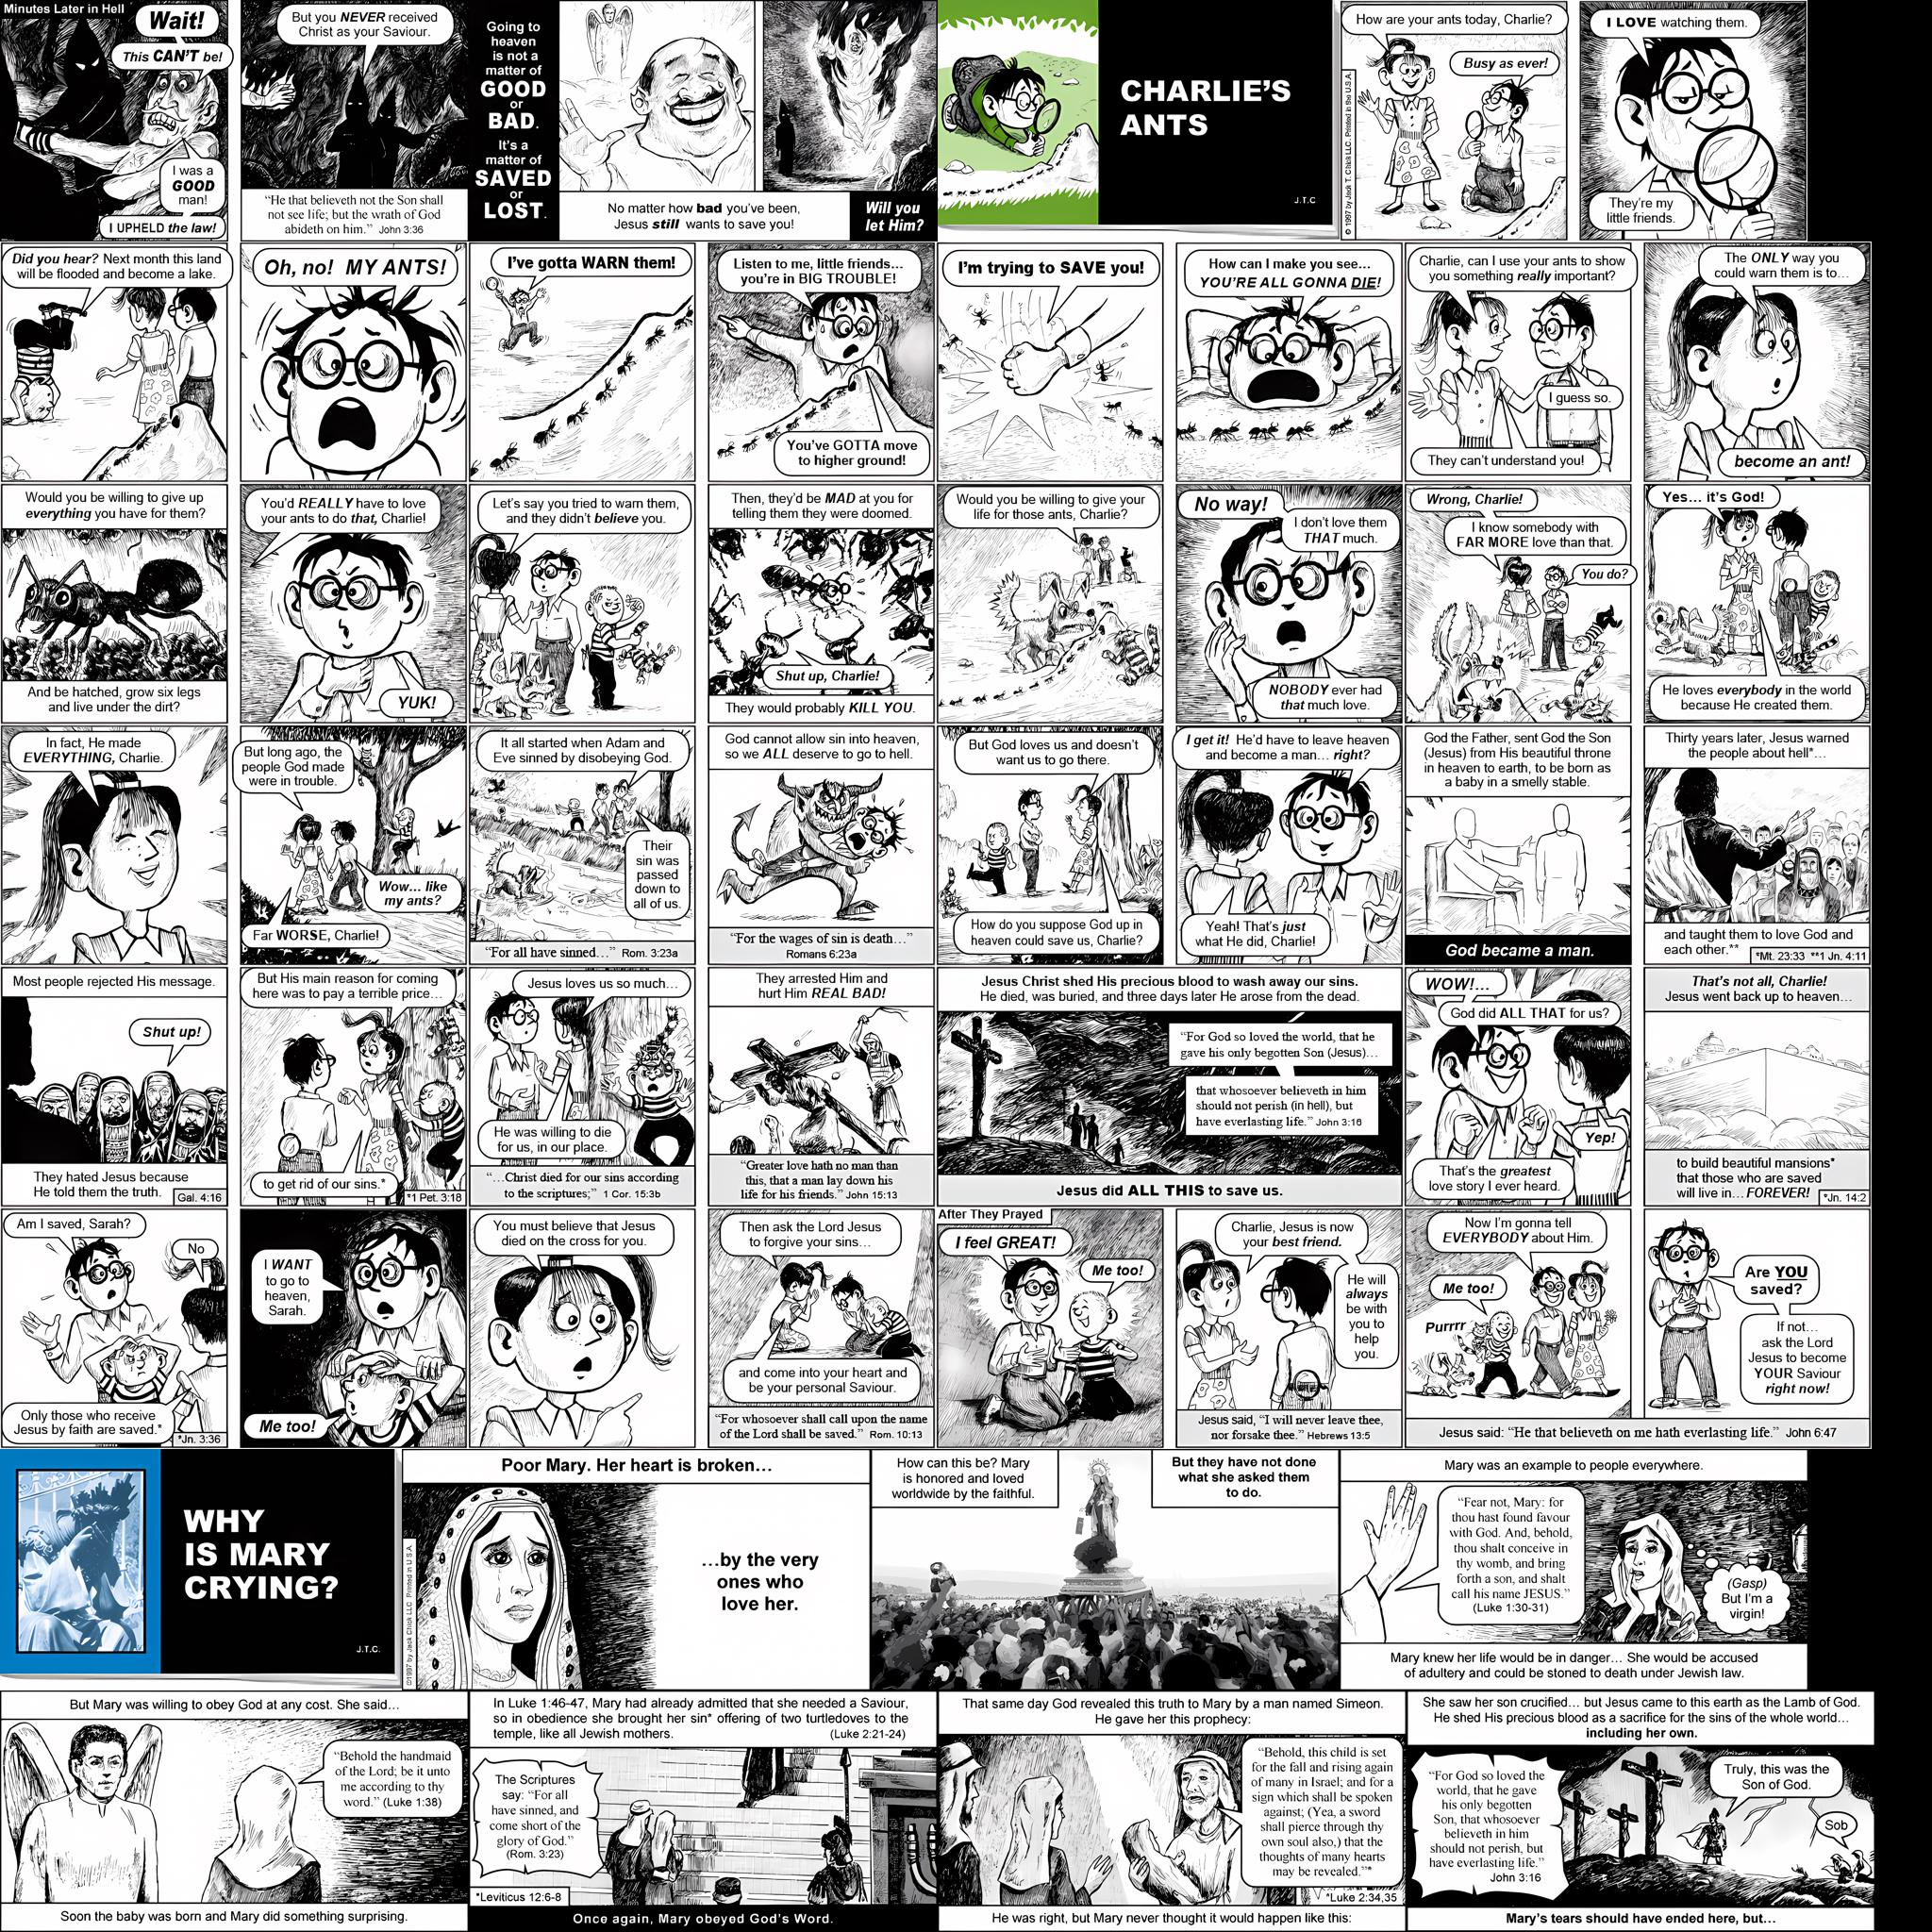 Minutes Later in Hell
Wait!
This CAN'T be!
I was a
GOOD
man!
I UPHELD the law!
But you NEVER received
Christ as your Saviour.
“He that believeth not the Son shall
not see life; but the wrath of God
abideth on him.” John 3:36
Going to
heaven
is not a
matter of
GOOD
or
BAD.
It's a
matter of
SAVED
or
LOST.
No matter how bad you've been,
Jesus still wants to save you!
Will you
let Him?
CHARLIE'S
ANTS
J.T.C
© 1997 by Jack T. Chick LLC. Printed in the U.S.A.
How are your ants today, Charlie?
Busy as ever!
I LOVE watching them.
They're my
little friends.
Did you hear? Next month this land
will be flooded and become a lake.
Oh, no! MY ANTS!
I've gotta WARN them!
Listen to me, little friends...
you're in BIG TROUBLE!
You've GOTTA move
to higher ground!
I'm trying to SAVE you!
How can I make you see...
YOU'RE ALL GONNA DIE!
Charlie, can I use your ants to show
you something really important?
I guess so.
They can't understand you!
The ONLY way you
could warn them is to...
become an ant!
Would you be willing to give up
everything you have for them?
And be hatched, grow six legs
and live under the dirt?
You'd REALLY have to love
your ants to do that, Charlie!
YUK!
Let's say you tried to warn them,
and they didn't believe you.
Then, they'd be MAD at you for
telling them they were doomed.
Shut up, Charlie!
They would probably KILL YOU.
Would you be willing to give your
life for those ants, Charlie?
No way!
I don't love them
THAT much.
NOBODY ever had
that much love.
Wrong, Charlie!
I know somebody with
FAR MORE love than that.
You do?
Yes... it's God!
He loves everybody in the world
because He created them.
In fact, He made
EVERYTHING, Charlie.
But long ago, the
people God made
were in trouble.
Wow... like
my ants?
Far WORSE, Charlie!
It all started when Adam and
Eve sinned by disobeying God.
Their
sin was
passed
down to
all of us.
“For all have sinned...” Rom. 3:23a
God cannot allow sin into heaven,
so we ALL deserve to go to hell.
“For the wages of sin is death...”
Romans 6:23a
But God loves us and doesn't
want us to go there.
How do you suppose God up in
heaven could save us, Charlie?
I get it! He'd have to leave heaven
and become a man... right?
Yeah! That's just
what He did, Charlie!
God the Father, sent God the Son
(Jesus) from His beautiful throne
in heaven to earth, to be born as
a baby in a smelly stable.
God became a man.
Thirty years later, Jesus warned
the people about hell*...
and taught them to love God and
each other.**
*Mt. 23:33 **1 Jn. 4:11
Most people rejected His message.
Shut up!
They hated Jesus because
He told them the truth.
Gal. 4:16
But His main reason for coming
here was to pay a terrible price...
to get rid of our sins.*
*1 Pet. 3:18
Jesus loves us so much...
He was willing to die
for us, in our place.
“...Christ died for our sins according
to the scriptures;” 1 Cor. 15:3b
They arrested Him and
hurt Him REAL BAD!
“Greater love hath no man than
this, that a man lay down his
life for his friends.” John 15:13
Jesus Christ shed His precious blood to wash away our sins.
He died, was buried, and three days later He arose from the dead.
“For God so loved the world, that he
gave his only begotten Son (Jesus)...
that whosoever believeth in him
should not perish (in hell), but
have everlasting life.” John 3:16
Jesus did ALL THIS to save us.
WOW!...
God did ALL THAT for us?
Yep!
That's the greatest
love story I ever heard.
That's not all, Charlie!
Jesus went back up to heaven...
to build beautiful mansions*
that those who are saved
will live in... FOREVER!
*Jn. 14:2
Am I saved, Sarah?
No
Only those who receive
Jesus by faith are saved.*
*Jn. 3:36
I WANT
to go to
heaven,
Sarah.
Me too!
You must believe that Jesus
died on the cross for you.
Then ask the Lord Jesus
to forgive your sins...
and come into your heart and
be your personal Saviour.
“For whosoever shall call upon the name
of the Lord shall be saved.” Rom. 10:13
After They Prayed
I feel GREAT!
Me too!
Charlie, Jesus is now
your best friend.
He will
always
be with
you to
help
you.
Jesus said, “I will never leave thee,
nor forsake thee.” Hebrews 13:5
Now I'm gonna tell
EVERYBODY about Him.
Me too!
Purrrr
Are YOU
saved?
If not...
ask the Lord
Jesus to become
YOUR Saviour
right now!
Jesus said: “He that believeth on me hath everlasting life.” John 6:47
WHY
IS MARY
CRYING?
J.T.C.
©1997 by Jack Chick LLC Printed in U.S.A.
Poor Mary. Her heart is broken...
...by the very
ones who
love her.
How can this be? Mary
is honored and loved
worldwide by the faithful.
But they have not done
what she asked them
to do.
Mary was an example to people everywhere.
“Fear not, Mary: for
thou hast found favour
with God. And, behold,
thou shalt conceive in
thy womb, and bring
forth a son, and shalt
call his name JESUS.”
(Luke 1:30-31)
(Gasp)
But I'm a
virgin!
Mary knew her life would be in danger... She would be accused
of adultery and could be stoned to death under Jewish law.
But Mary was willing to obey God at any cost. She said...
“Behold the handmaid
of the Lord; be it unto
me according to thy
word.” (Luke 1:38)
Soon the baby was born and Mary did something surprising.
In Luke 1:46-47, Mary had already admitted that she needed a Saviour,
so in obedience she brought her sin* offering of two turtledoves to the
temple, like all Jewish mothers. (Luke 2:21-24)
The Scriptures
say: “For all
have sinned, and
come short of the
glory of God.”
(Rom. 3:23)
*Leviticus 12:6-8
Once again, Mary obeyed God's Word.
That same day God revealed this truth to Mary by a man named Simeon.
He gave her this prophecy:
“Behold, this child is set
for the fall and rising again
of many in Israel; and for a
sign which shall be spoken
against; (Yea, a sword
shall pierce through thy
own soul also,) that the
thoughts of many hearts
may be revealed.”*
*Luke 2:34,35
He was right, but Mary never thought it would happen like this:
She saw her son crucified... but Jesus came to this earth as the Lamb of God.
He shed His precious blood as a sacrifice for the sins of the whole world...
including her own.
“For God so loved the
world, that he gave
his only begotten
Son, that whosoever
believeth in him
should not perish, but
have everlasting life.”
John 3:16
Truly, this was the
Son of God.
Sob
Mary's tears should have ended here, but...